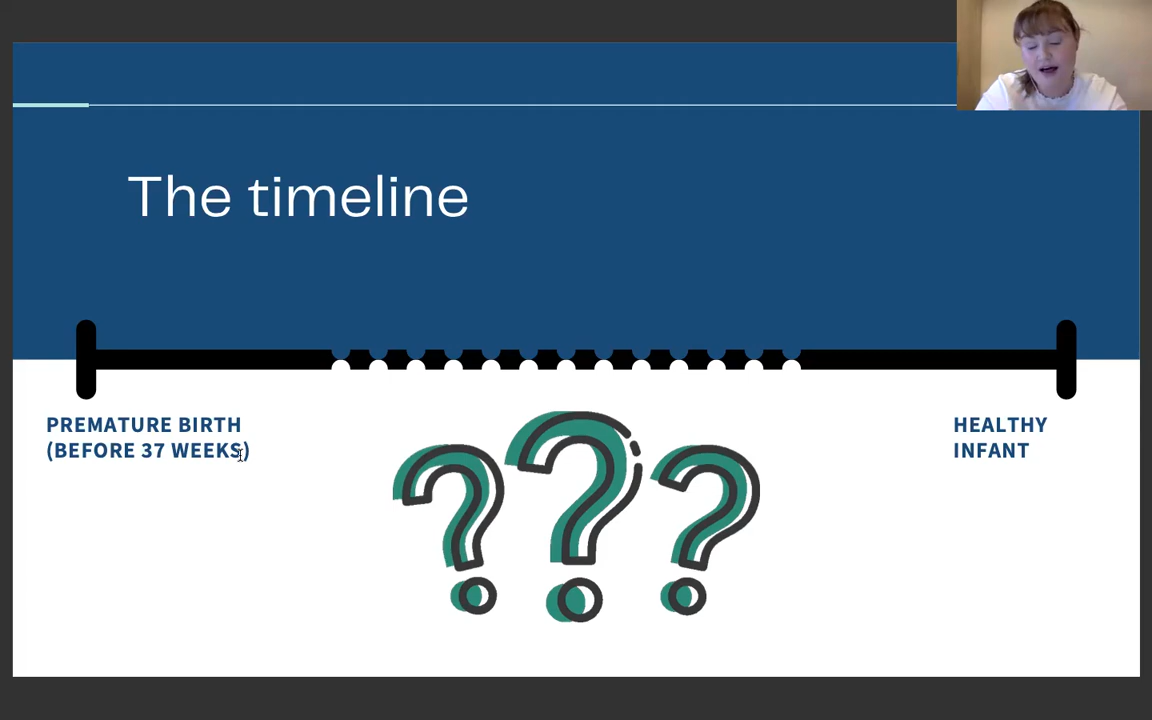 The timeline
PREMATURE BIRTH
(BEFORE 37 WEEKS)
HEALTHY
INFANT
???